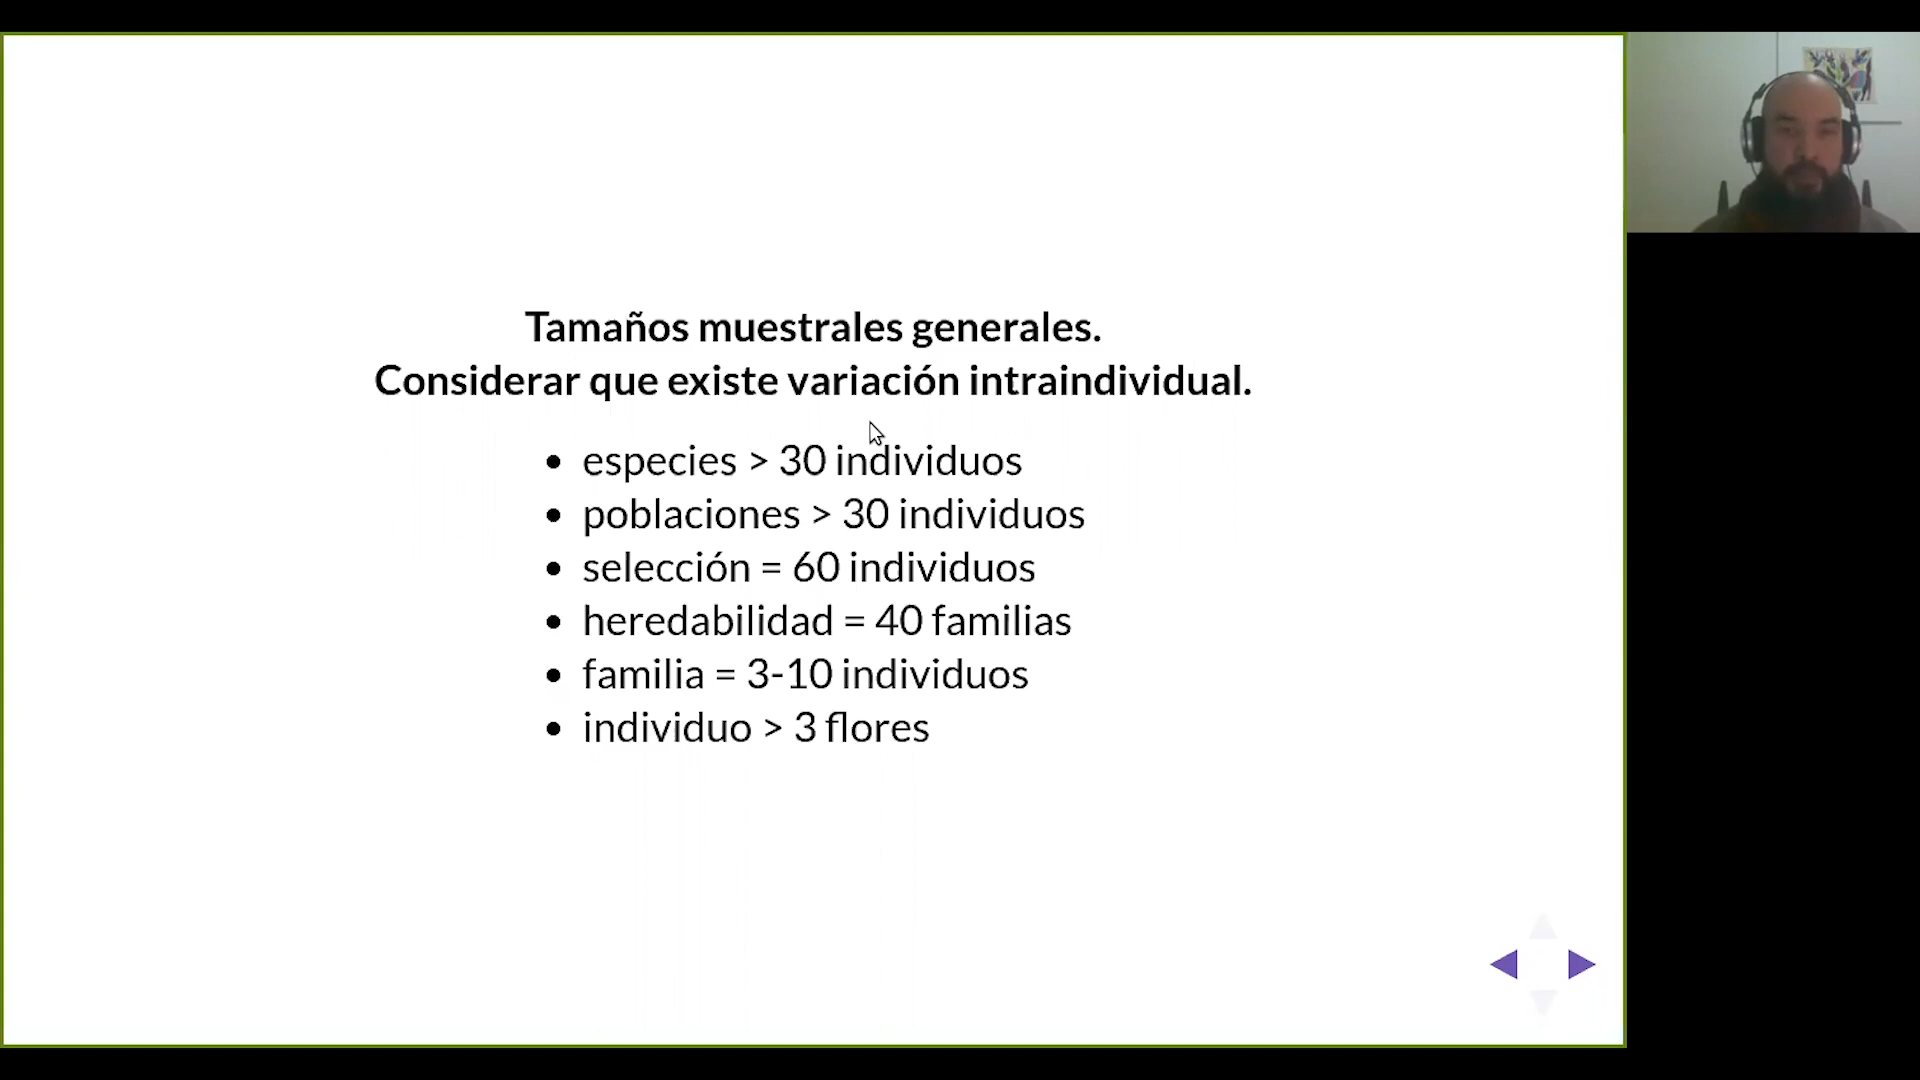 Tamaños muestrales generales.
Considerar que existe variación intraindividual.
• especies > 30 individuos
• poblaciones > 30 individuos
• selección = 60 individuos
• heredabilidad = 40 familias
• familia = 3-10 individuos
• individuo > 3 flores